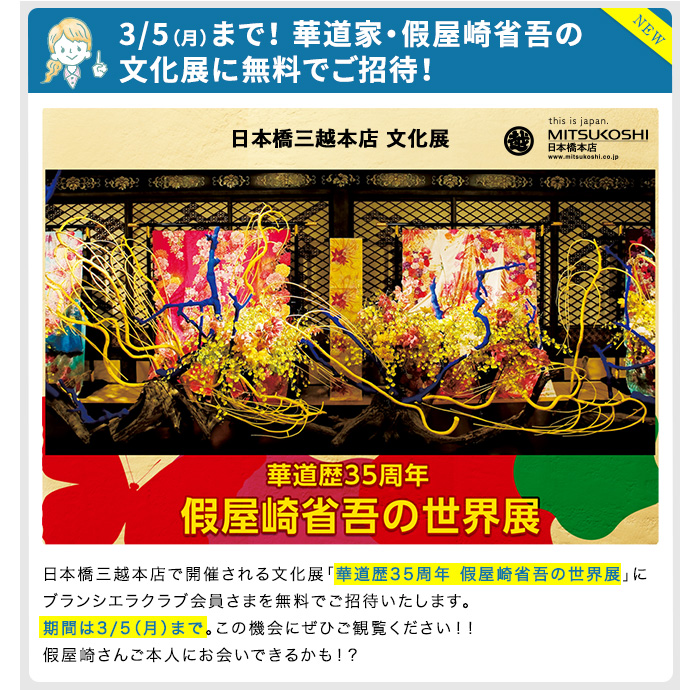 3/5（月）まで！ 華道家・假屋崎省吾の
文化展に無料でご招待！
NEW
日本橋三越本店 文化展
越
this is japan.
MITSUKOSHI
日本橋本店
www.mitsukoshi.co.jp
華道歴35周年
假屋崎省吾の世界展
日本橋三越本店で開催される文化展「華道歴35周年 假屋崎省吾の世界展」に
ブランシエラクラブ会員さまを無料でご招待いたします。
期間は3/5（月）まで。この機会にぜひご観覧ください！！
假屋崎さんご本人にお会いできるかも！？